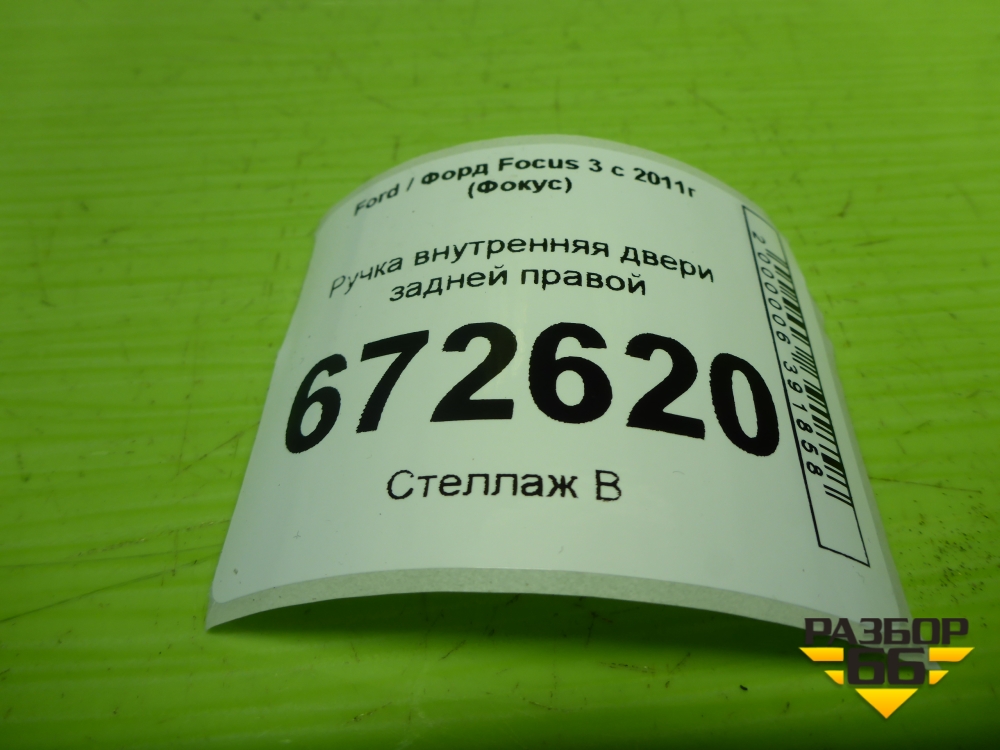 Ford / Форд Focus 3 с 2011г
(Фокус)
Ручка внутренняя двери
задней правой
672620
Стеллаж В
2000006391858
РАЗБОР
66